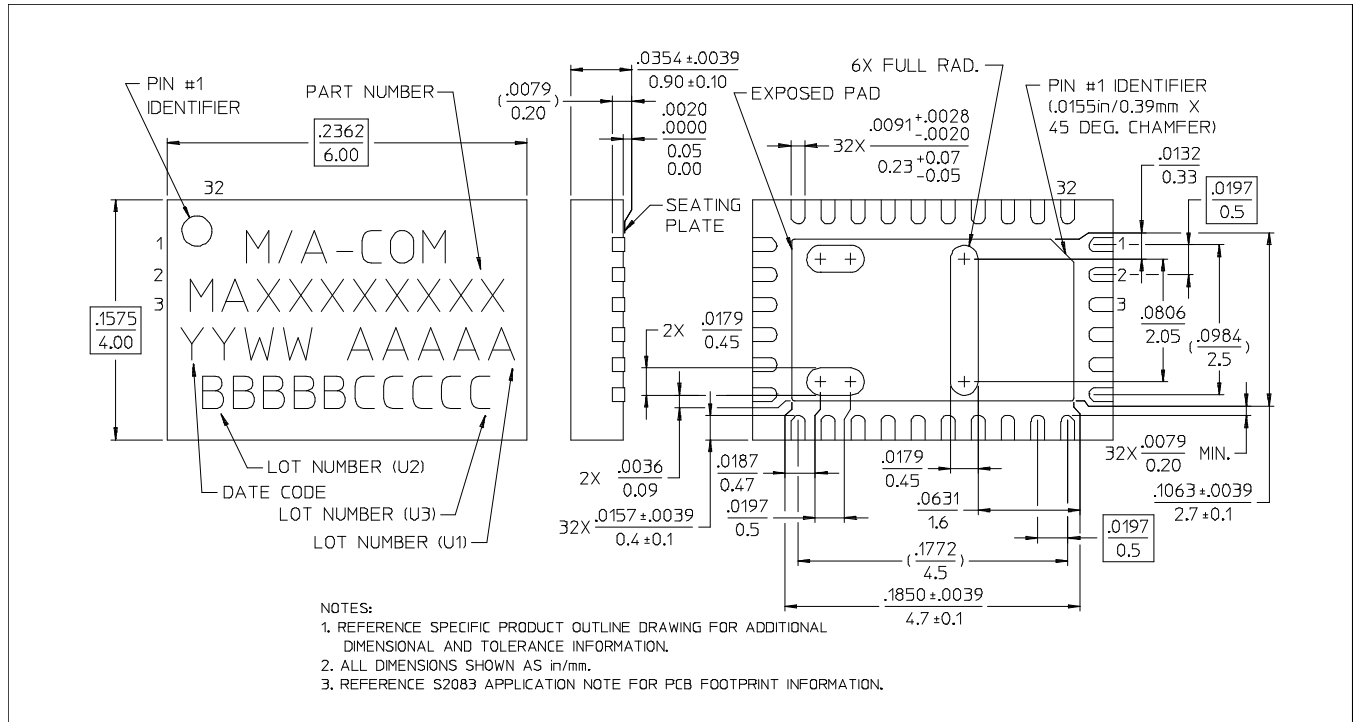 PIN #1
IDENTIFIER
PART NUMBER
.2362
6.00
32
1
2
3
.1575
4.00
M/A-COM
MAXXXXXXXXX
YYWW AAAAA
BBBBBCCCCC
LOT NUMBER (U2)
DATE CODE
LOT NUMBER (U3)
LOT NUMBER (U1)
.0354 ±.0039
0.90 ±0.10
(.0079)
0.20
.0020
.0000
0.05
0.00
SEATING
PLATE
EXPOSED PAD
6X FULL RAD.
PIN #1 IDENTIFIER
(.0155in/0.39mm X
45 DEG. CHAMFER)
32X .0091 +.0028
-.0020
0.23 +0.07
-0.05
32
.0132
0.33
.0197
0.5
1
2
3
2X .0179
0.45
.0806
2.05
(.0984)
2.5
2X .0036
0.09
32X .0157 ±.0039
0.4 ±0.1
.0187
0.47
.0197
0.5
.0179
0.45
.0631
1.6
32X .0079 MIN.
0.20
.1063 ±.0039
2.7 ±0.1
.0197
0.5
(.1772)
4.5
.1850 ±.0039
4.7 ±0.1
NOTES:
1. REFERENCE SPECIFIC PRODUCT OUTLINE DRAWING FOR ADDITIONAL
DIMENSIONAL AND TOLERANCE INFORMATION.
2. ALL DIMENSIONS SHOWN AS in/mm.
3. REFERENCE S2083 APPLICATION NOTE FOR PCB FOOTPRINT INFORMATION.